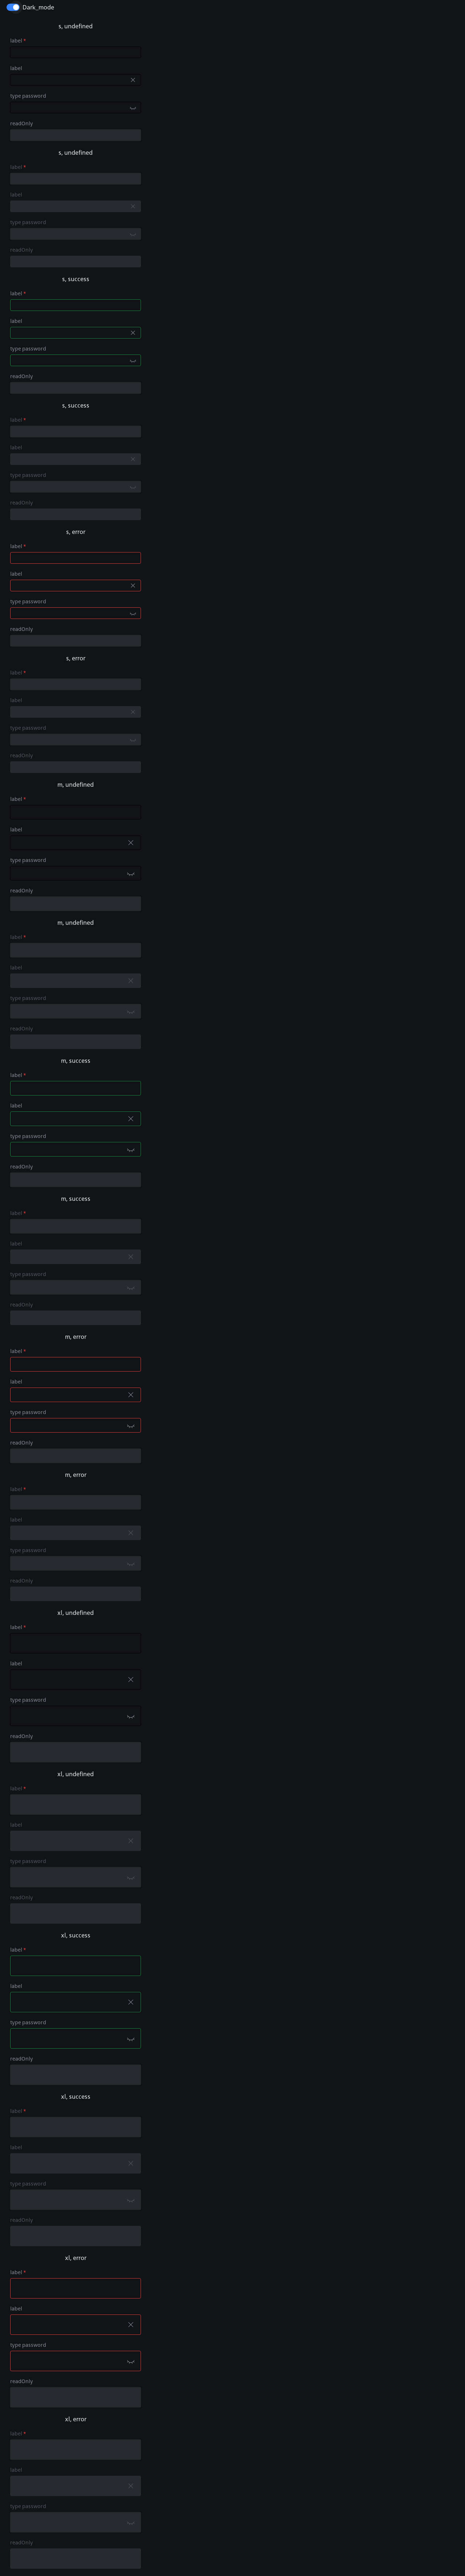 Dark_mode
s, undefined
label *
label
type password
readOnly
s, undefined
label *
label
type password
readOnly
s, success
label *
label
type password
readOnly
s, success
label *
label
type password
readOnly
s, error
label *
label
type password
readOnly
s, error
label *
label
type password
readOnly
m, undefined
label *
label
type password
readOnly
m, undefined
label *
label
type password
readOnly
m, success
label *
label
type password
readOnly
m, success
label *
label
type password
readOnly
m, error
label *
label
type password
readOnly
m, error
label *
label
type password
readOnly
xl, undefined
label *
label
type password
readOnly
xl, undefined
label *
label
type password
readOnly
xl, success
label *
label
type password
readOnly
xl, success
label *
label
type password
readOnly
xl, error
label *
label
type password
readOnly
xl, error
label *
label
type password
readOnly